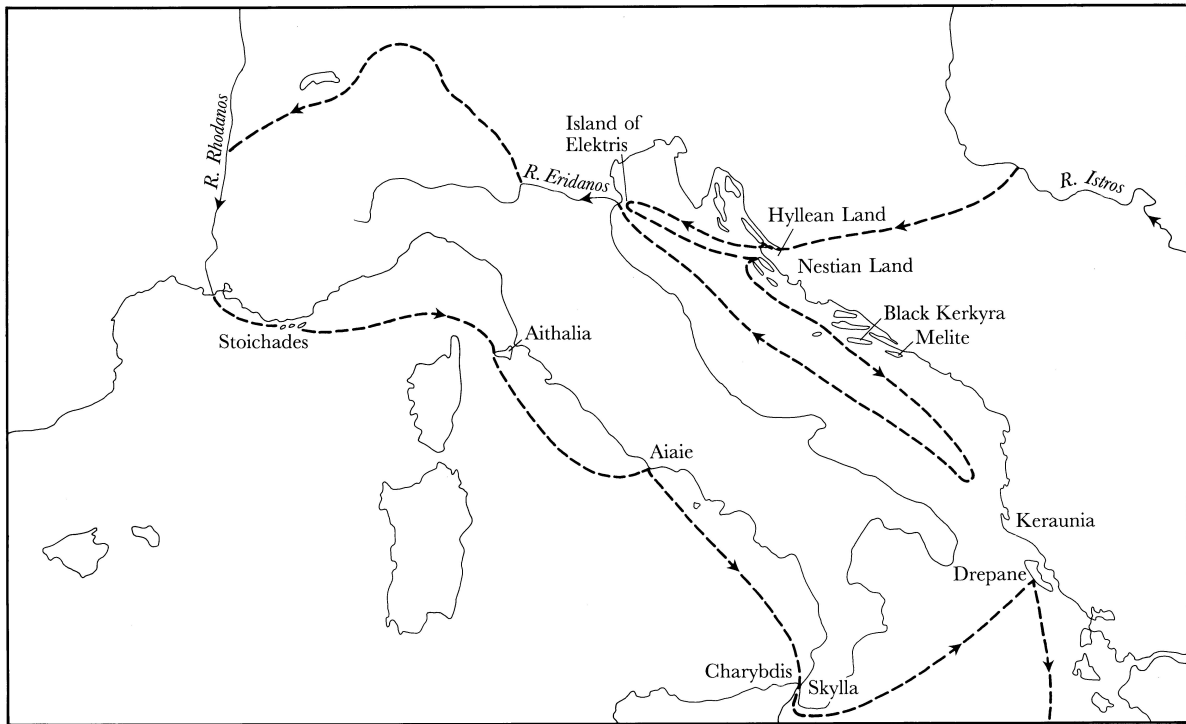 R. Rhodanos
Island of
Elektris
R. Eridanos
R. Istros
Hyllean Land
Nestian Land
Black Kerkyra
Melite
Stoichades
Aithalia
Aiaie
Keraunia
Drepane
Charybdis
Skylla